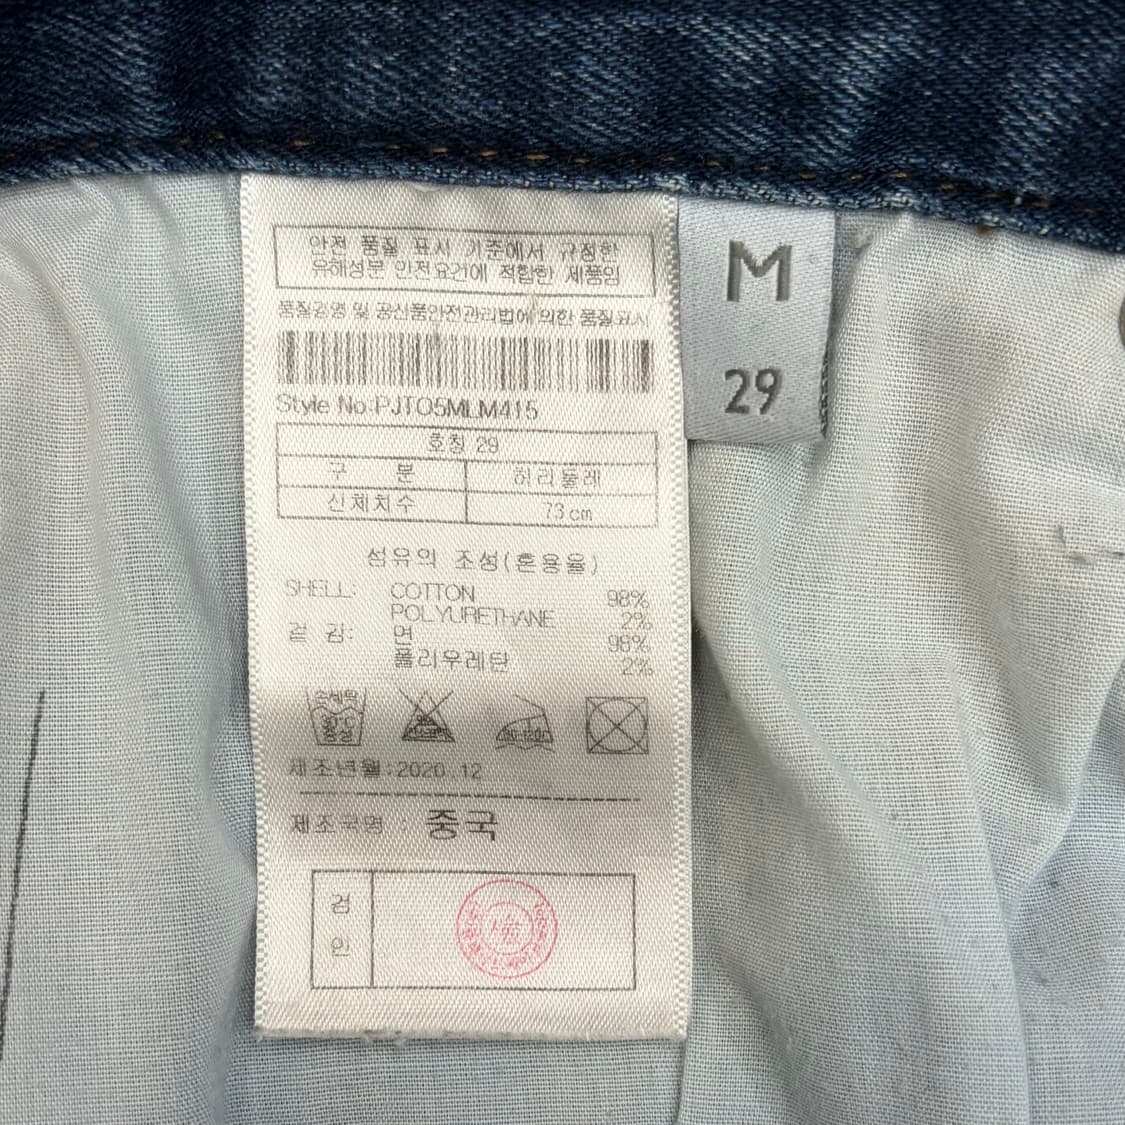 안전 품질 표시 기준에서 규정한
유해성부 안전요건에 적합한 제품임
품질경영 및 공산품안전관리법에 의한 품질표시
Style No:PJTO5MLM415
호칭 29
구 분 허리둘레
신체치수 73cm
섬유의 조성(혼용율)
SHELL: COTTON 98%
POLYURETHANE 2%
겉 감: 면 98%
폴리우레탄 2%
손세탁
제조년월:2020.12
제조국명 : 중국
검
인
M
29